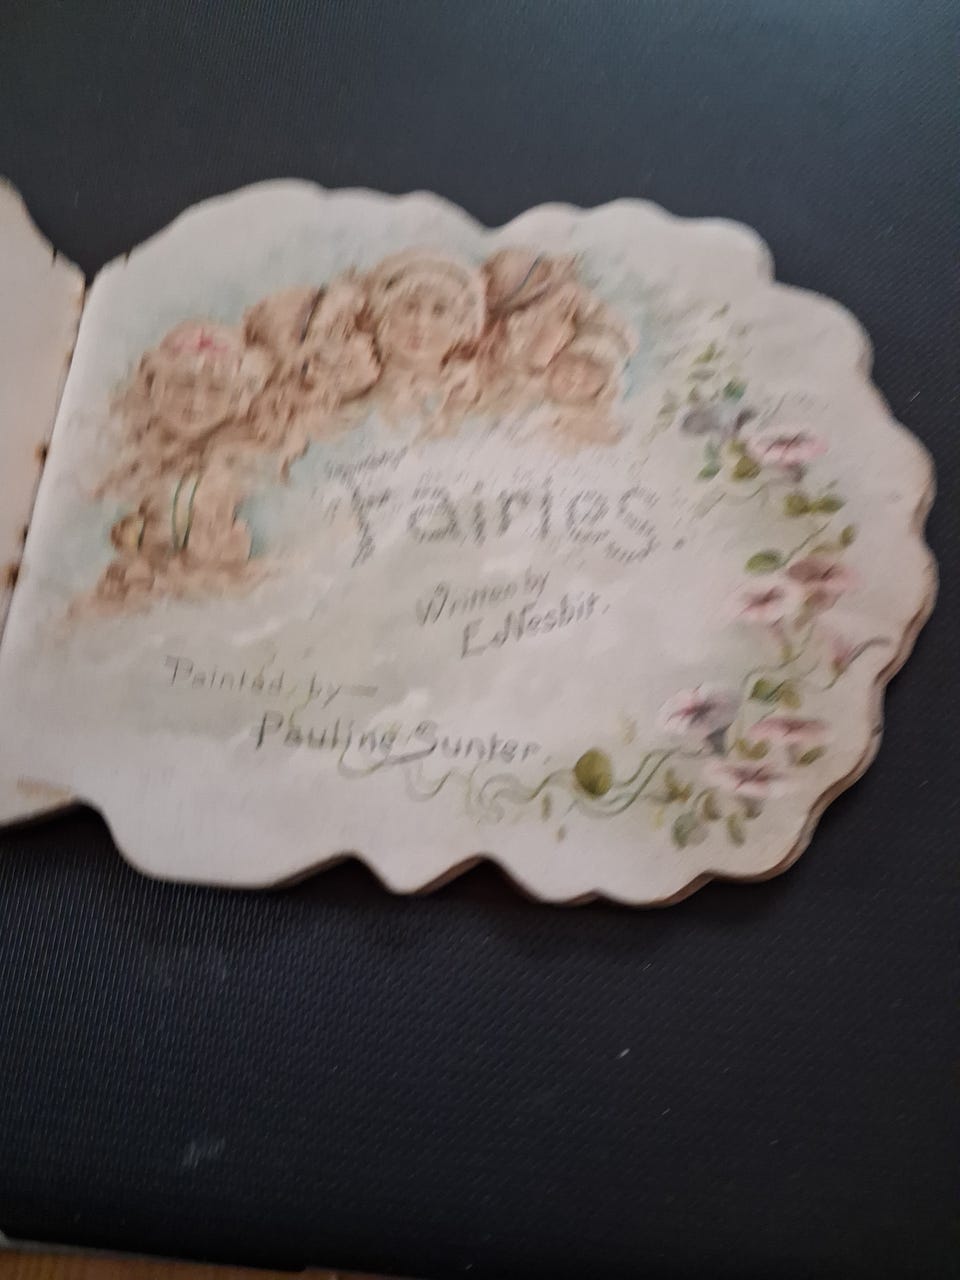 Fairies.
Written by
E. Nesbit.
Painted by—
Pauline Sunter.